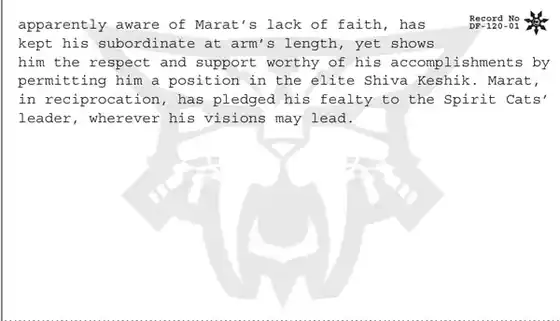 apparently aware of Marat's lack of faith, has
Record No
DF-120-01
kept his subordinate at arm's length, yet shows
him the respect and support worthy of his accomplishments by
permitting him a position in the elite Shiva Keshik. Marat,
in reciprocation, has pledged his fealty to the Spirit Cats'
leader, wherever his visions may lead.